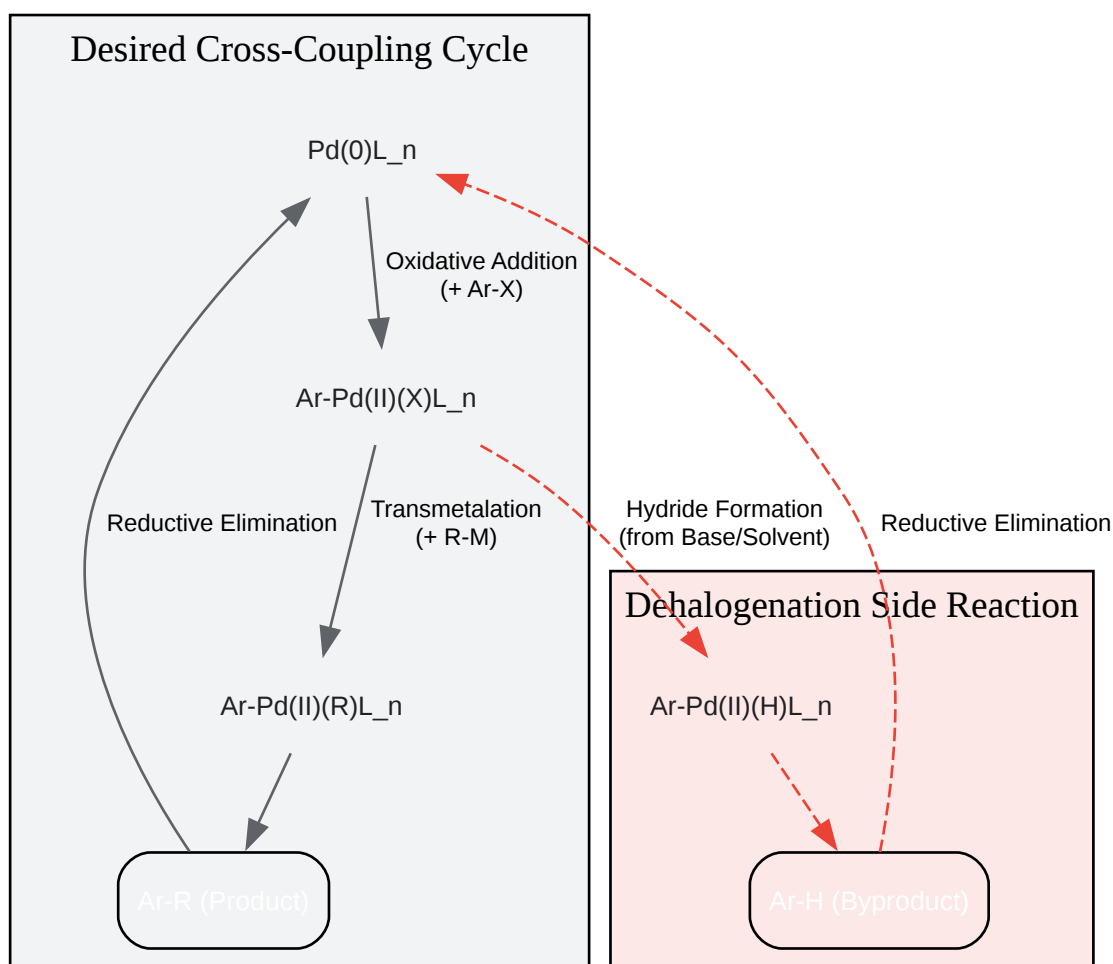 Desired Cross-Coupling Cycle
Pd(0)L_n
Oxidative Addition
(+ Ar-X)
Ar-Pd(II)(X)L_n
Reductive Elimination
Transmetalation
(+ R-M)
Hydride Formation
(from Base/Solvent)
Reductive Elimination
Dehalogenation Side Reaction
Ar-Pd(II)(R)L_n
Ar-Pd(II)(H)L_n
Ar-R (Product)
Ar-H (Byproduct)